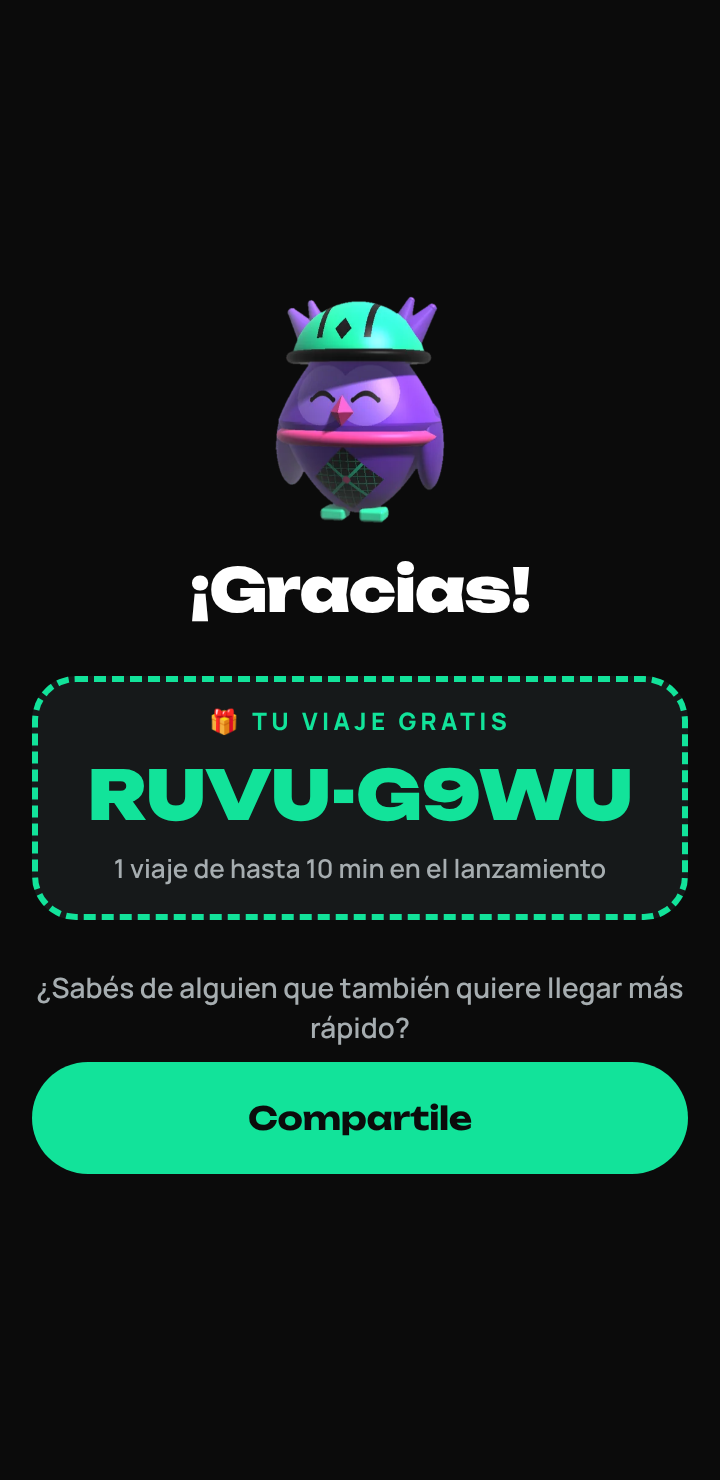 ¡Gracias!
🎁 TU VIAJE GRATIS
RUVU-G9WU
1 viaje de hasta 10 min en el lanzamiento
¿Sabés de alguien que también quiere llegar más
rápido?
Compartile